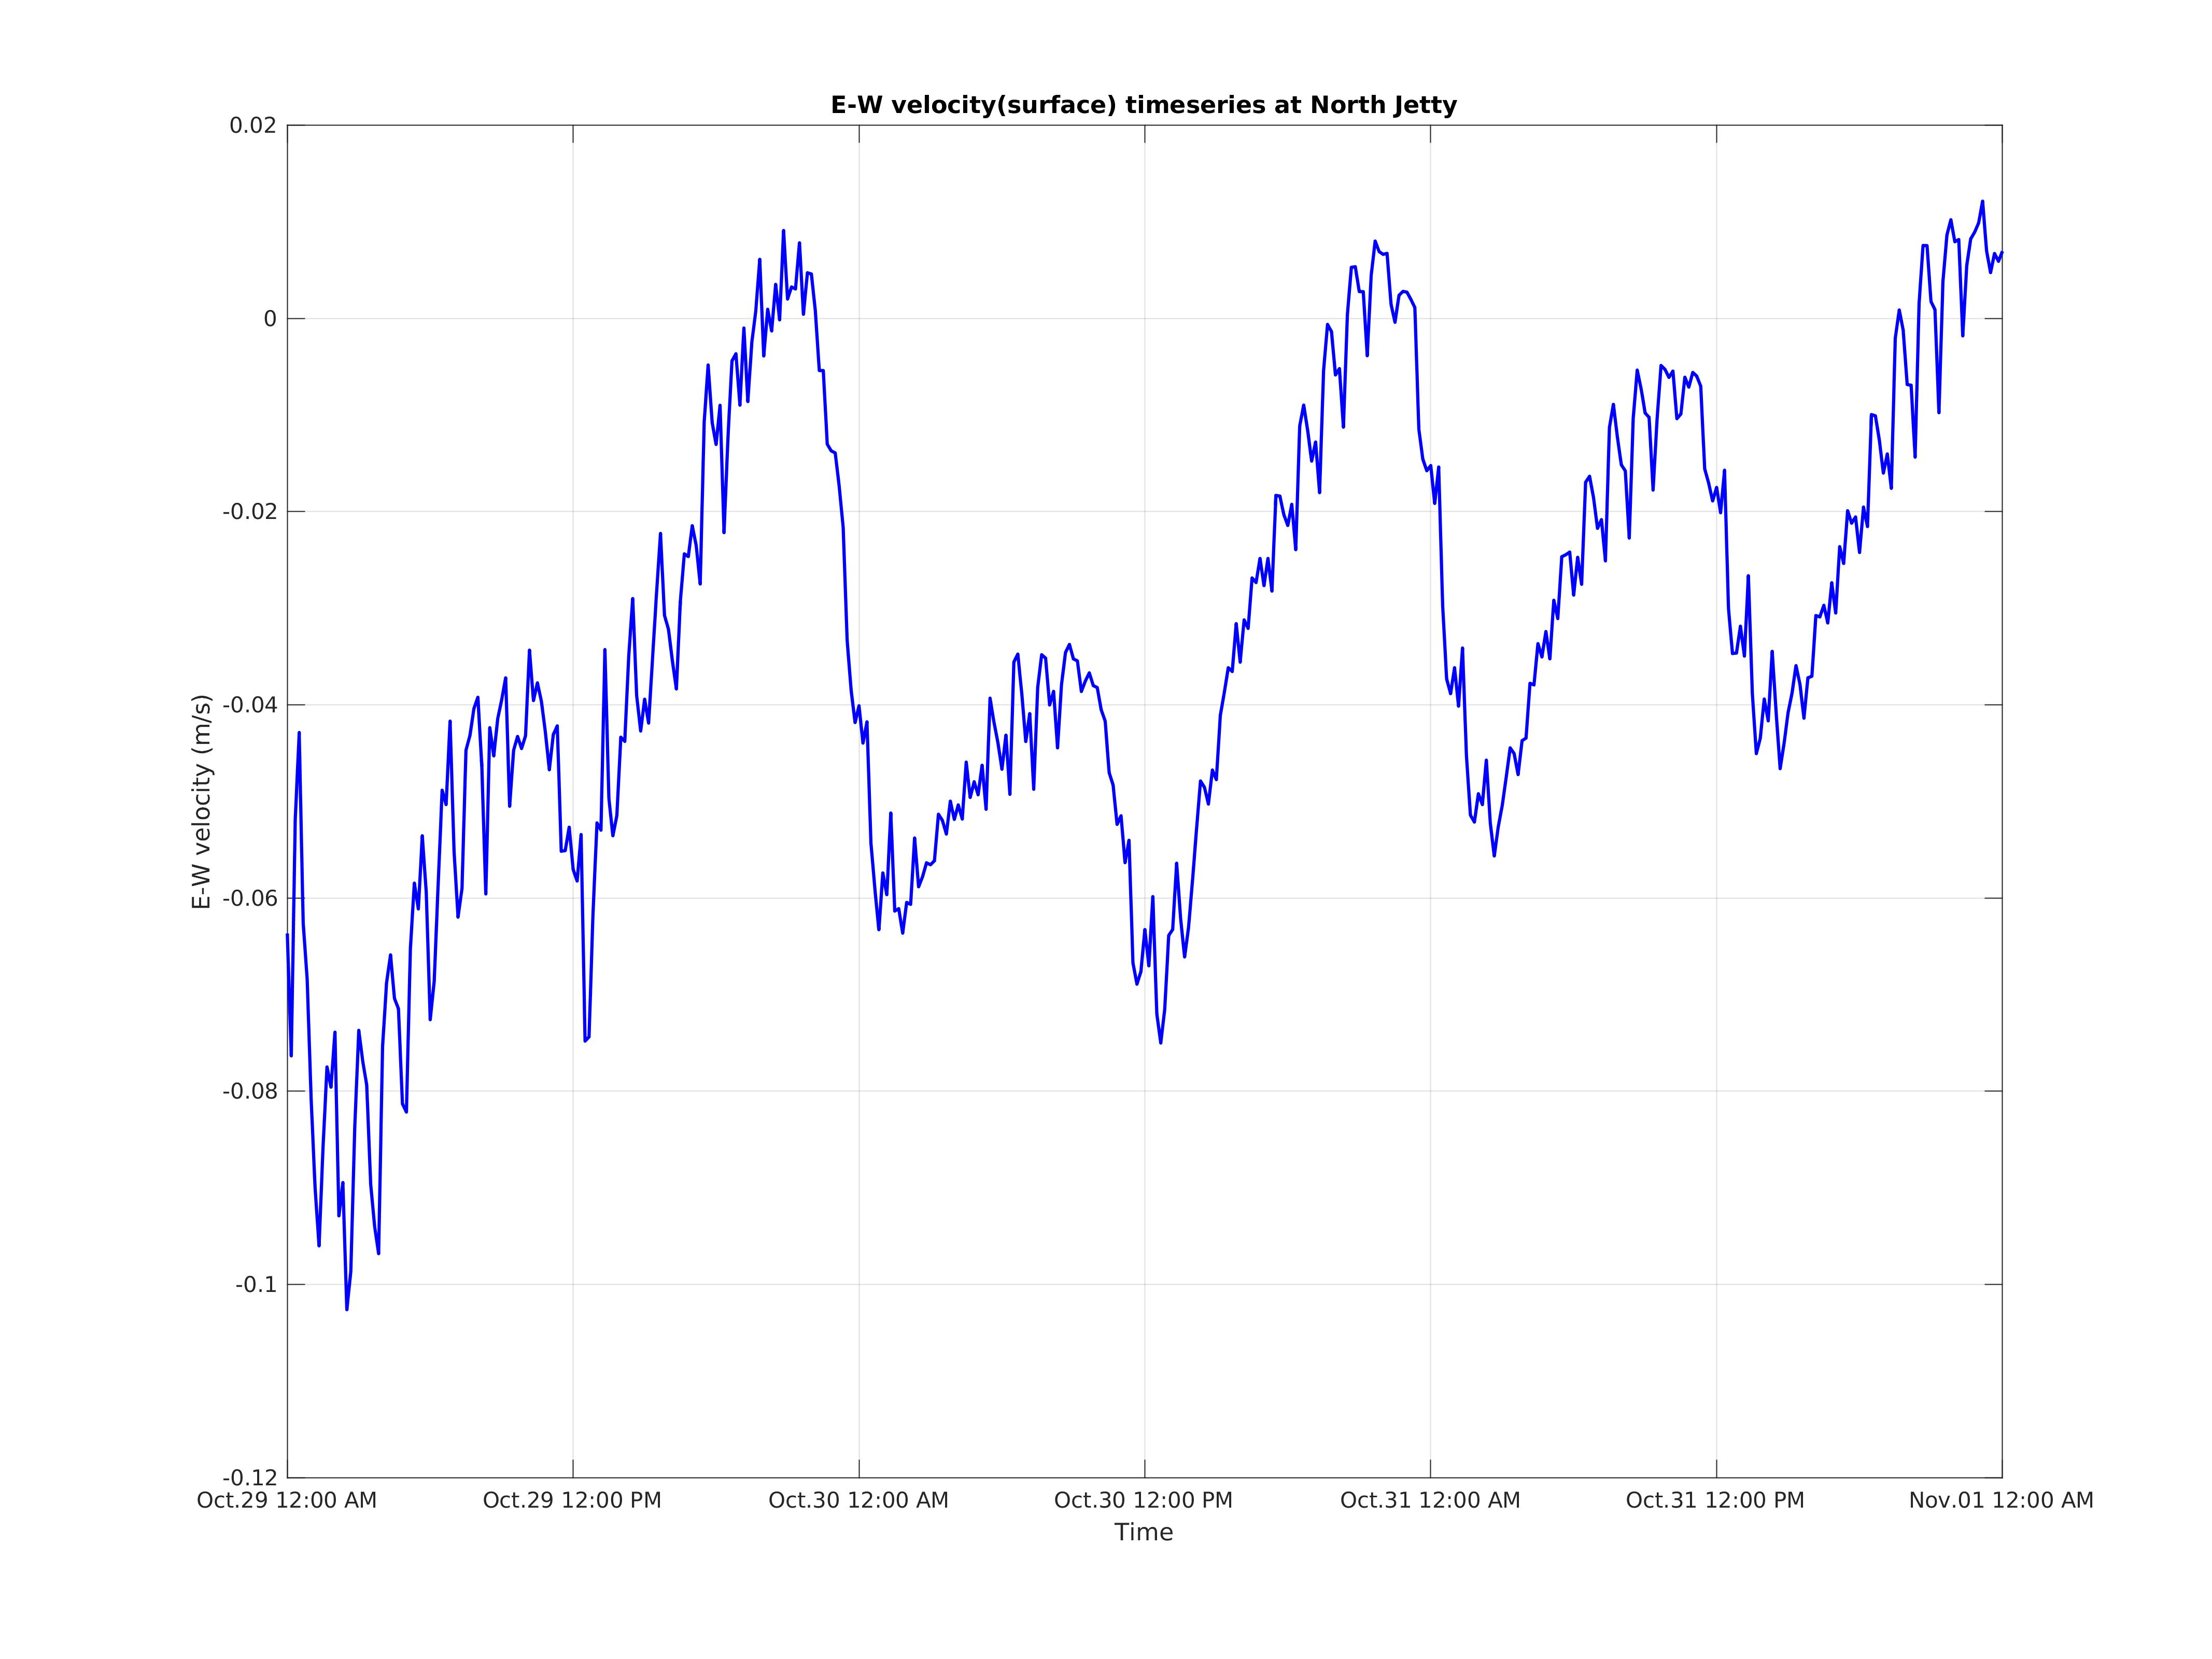 E-W velocity(surface) timeseries at North Jetty
0.02
0
-0.02
-0.04
-0.06
-0.08
-0.1
-0.12
E-W velocity (m/s)
Oct.29 12:00 AM Oct.29 12:00 PM Oct.30 12:00 AM Oct.30 12:00 PM Oct.31 12:00 AM Oct.31 12:00 PM Nov.01 12:00 AM
Time